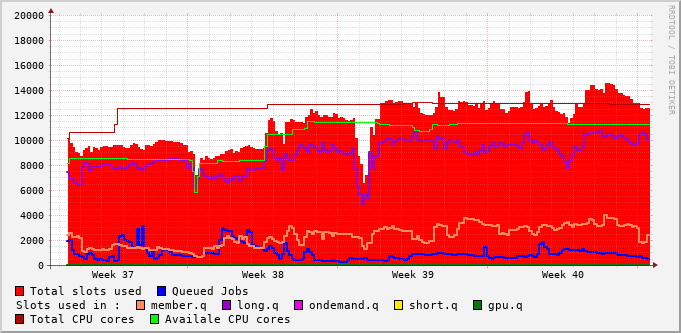 20000
18000
16000
14000
12000
10000
8000
6000
4000
2000
0
Week 37 Week 38 Week 39 Week 40
Total slots used Queued Jobs
Slots used in : member.q long.q ondemand.q short.q gpu.q
Total CPU cores Availale CPU cores
RRDTOOL / TOBI OETIKER